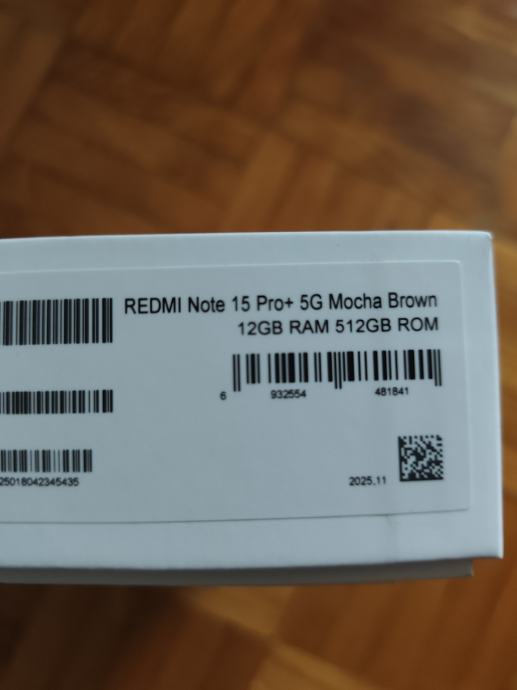 REDMI Note 15 Pro+ 5G Mocha Brown
12GB RAM 512GB ROM
6 932554 481841
25018042345435
2025.11